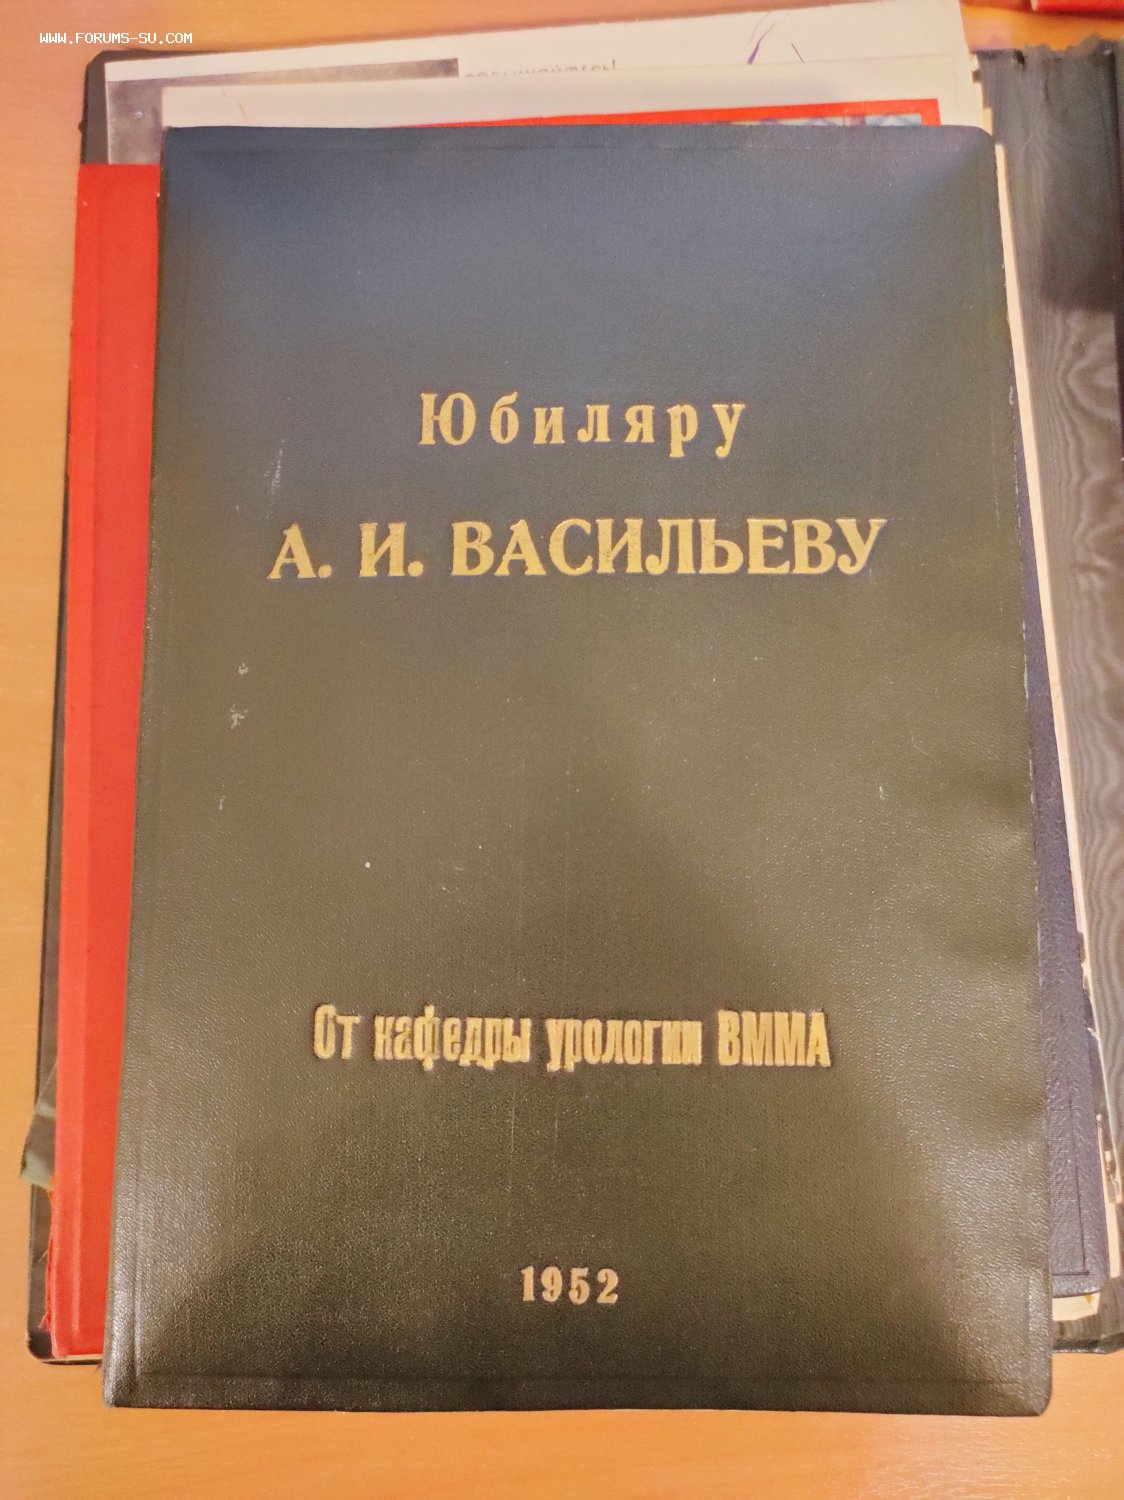 WWW.FORUMS-SU.COM
Юбиляру
А. И. ВАСИЛЬЕВУ
От кафедры урологии ВММА
1952